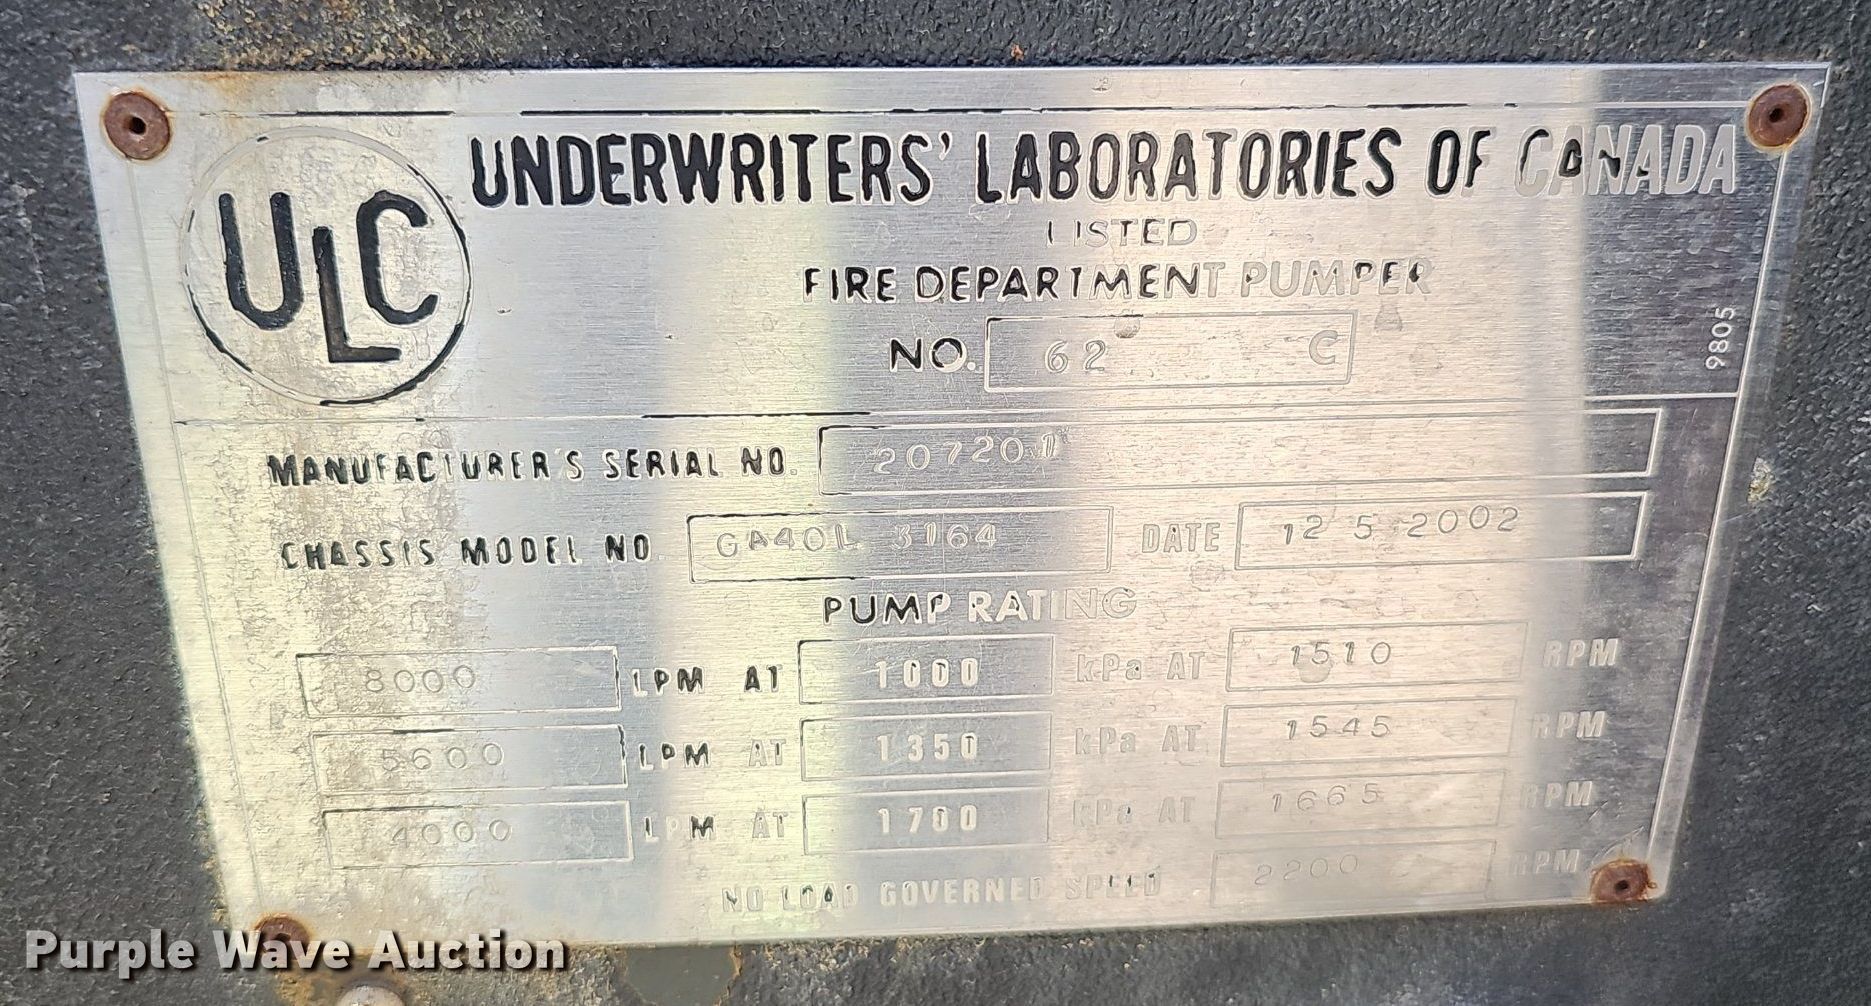 ULC
UNDERWRITERS' LABORATORIES OF CANADA
LISTED
FIRE DEPARTMENT PUMPER
NO. 62 C
9805
MANUFACTURER'S SERIAL NO. 207201
CHASSIS MODEL NO. GA40L 3164 DATE 12 5 2002
PUMP RATING
8000 LPM AT 1000 kPa AT 1510 RPM
5600 LPM AT 1350 kPa AT 1545 RPM
4000 LPM AT 1700 kPa AT 1665 RPM
NO LOAD GOVERNED SPEED 2200 RPM
Purple Wave Auction